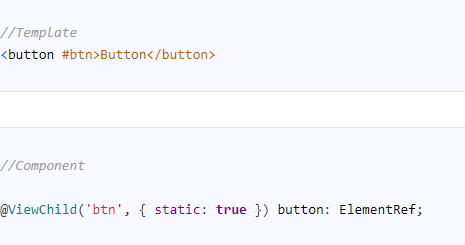 //Template
<button #btn>Button</button>
//Component
@ViewChild('btn', { static: true }) button: ElementRef;